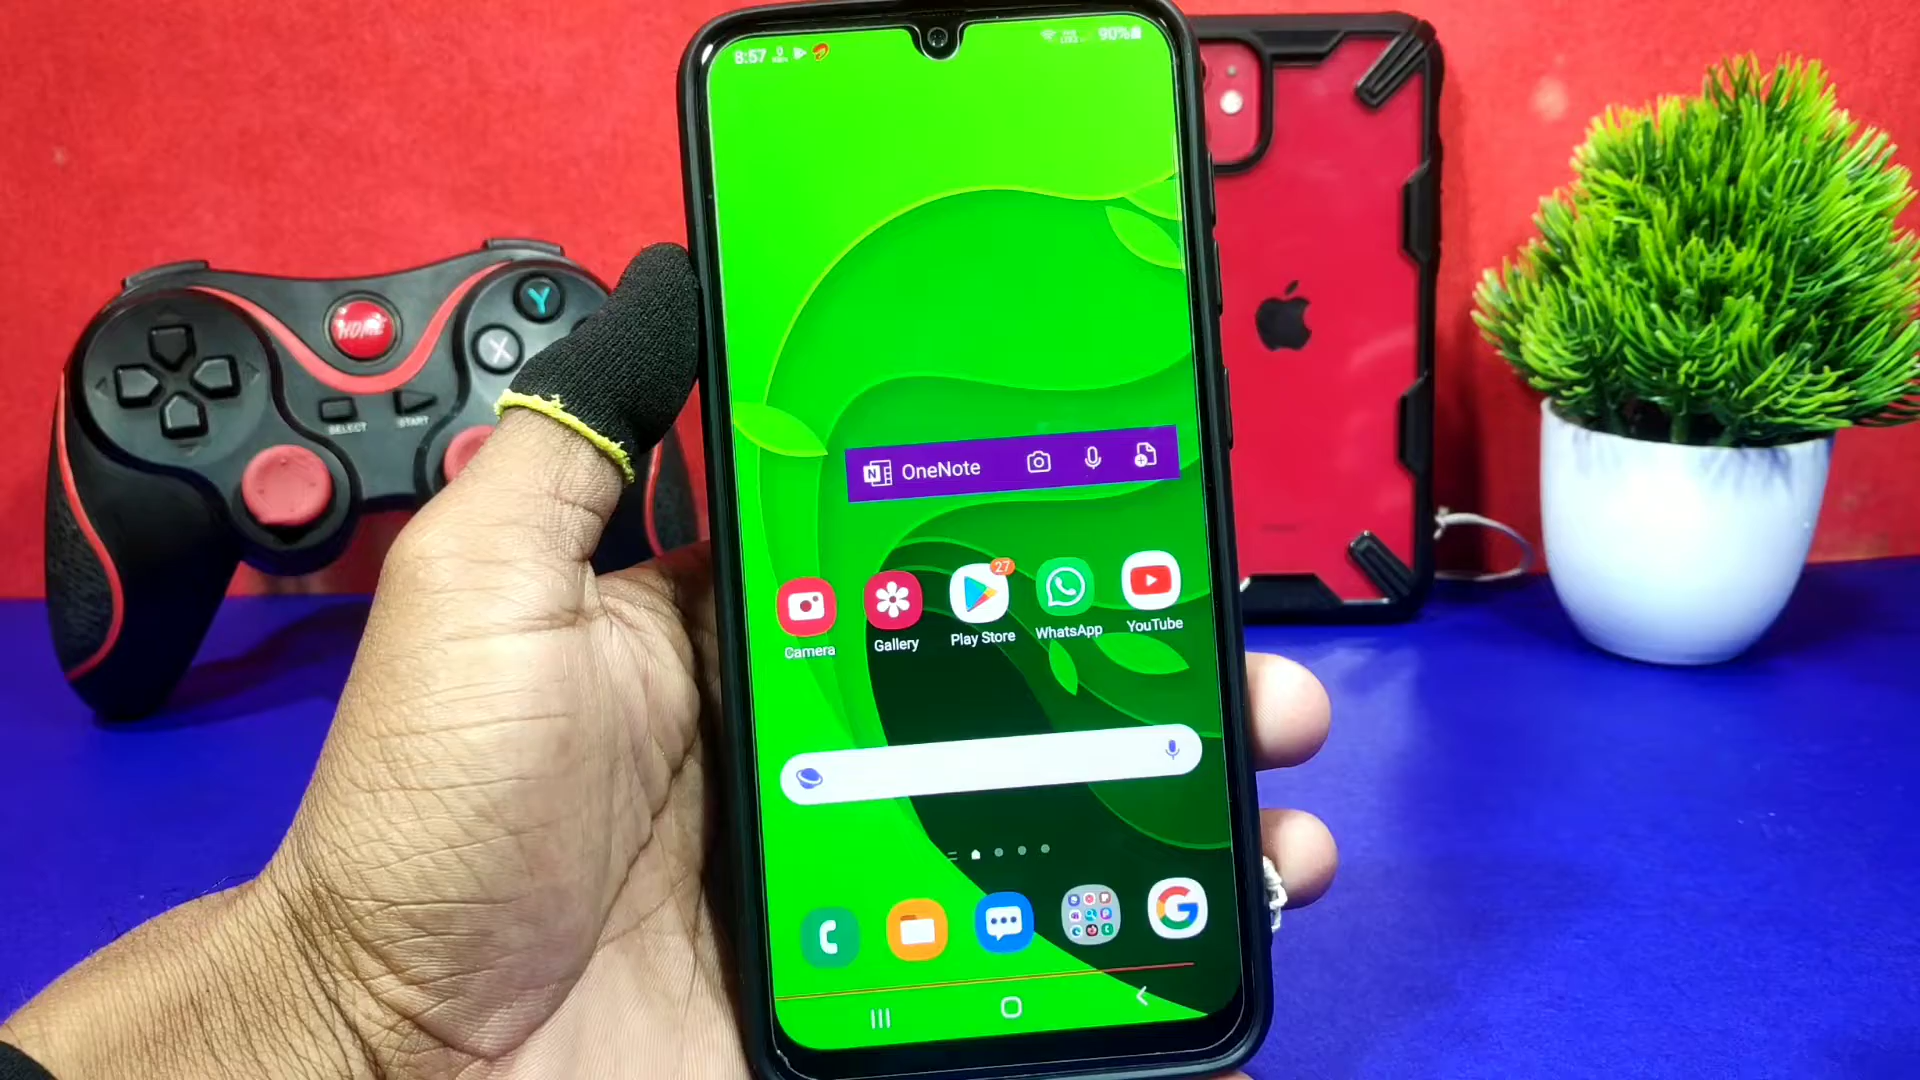 8:57
90%
HOME
Y
X
SELECT
START
N OneNote
27
Camera
Gallery
Play Store
WhatsApp
YouTube
G